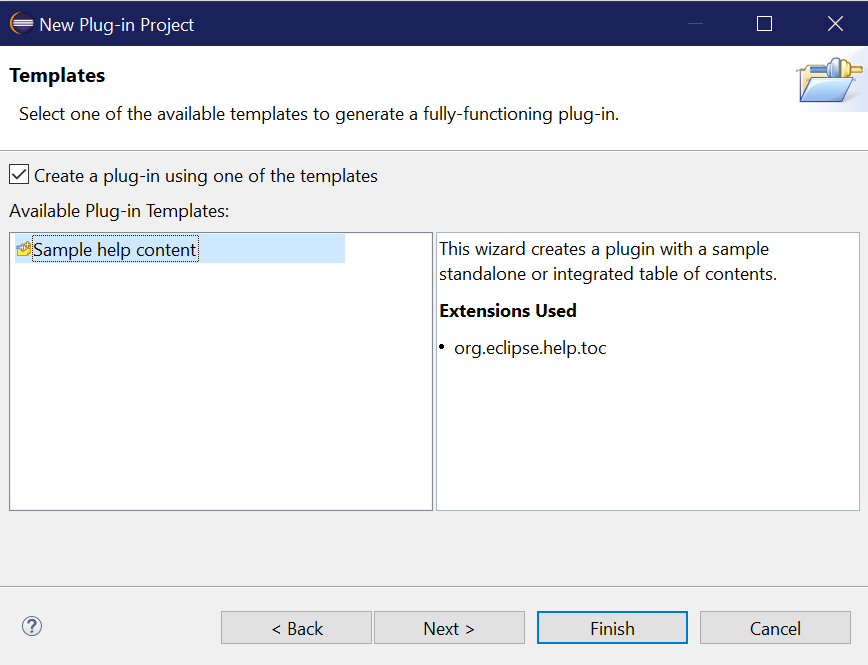 New Plug-in Project
Templates
Select one of the available templates to generate a fully-functioning plug-in.
Create a plug-in using one of the templates
Available Plug-in Templates:
Sample help content
This wizard creates a plugin with a sample
standalone or integrated table of contents.
Extensions Used
• org.eclipse.help.toc
?
< Back
Next >
Finish
Cancel